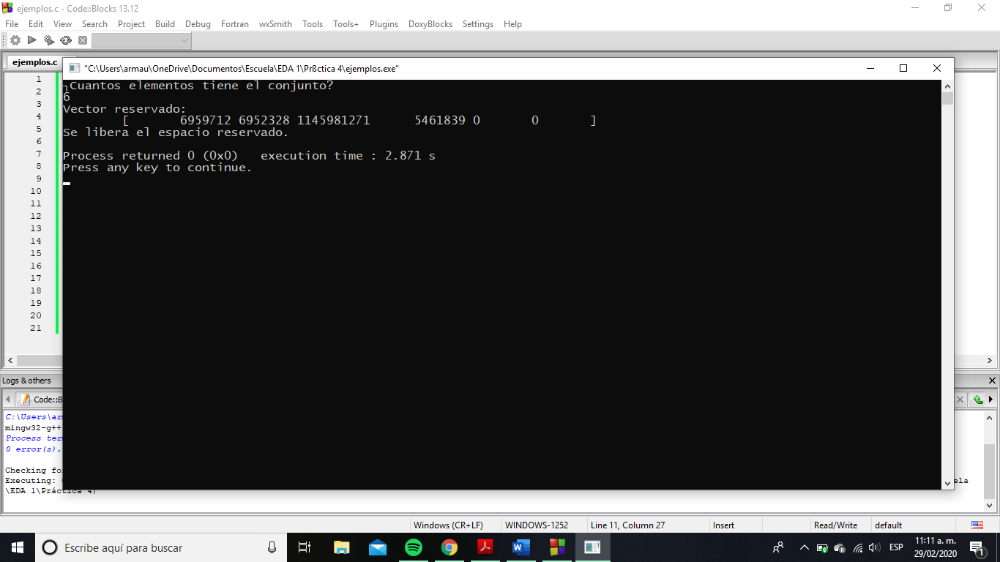 ejemplos.c - Code::Blocks 13.12
File Edit View Search Project Build Debug Fortran wxSmith Tools Tools+ Plugins DoxyBlocks Settings Help
ejemplos.c
"C:\Users\armau\OneDrive\Documentos\Escuela\EDA 1\Prßctica 4\ejemplos.exe"
1
2
3
4
5
6
7
8
9
10
11
12
13
14
15
16
17
18
19
20
21
┐Cuantos elementos tiene el conjunto?
6
Vector reservado:
[ 6959712 6952328 1145981271 5461839 0 0 ]
Se libera el espacio reservado.
Process returned 0 (0x0) execution time : 2.871 s
Press any key to continue.
Logs & others
Code::B
C:\Users\ar
mingw32-g++
Process ter
0 error(s),
Checking fo
Executing: ela
\EDA 1\Práctica 4)
Windows (CR+LF) WINDOWS-1252 Line 11, Column 27 Insert Read/Write default
Escribe aquí para buscar
ESP
11:11 a. m.
29/02/2020
1